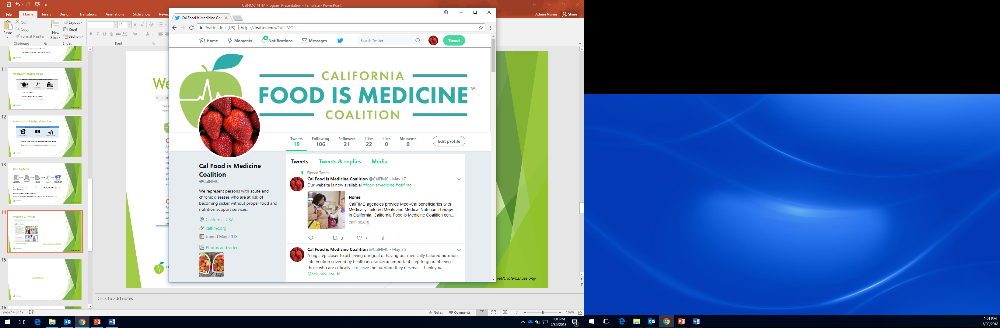 CalFIMC MTM Program Presentation - Template - PowerPoint
File
Home
Insert
Design
Transitions
Animations
Slide Show
Adrian Nuñez
Share
Paste
Cut
Copy
Format Painter
Clipboard
New
Slide
Layout
Reset
Section
Slides
18
Font
11
Medically Tailored Meals
12
Information & Referral Services
13
How to Refer
14
Website & Twitter
15
Appendix
16
Cal Food is Medicine Coa
Twitter, Inc. [US]
https://twitter.com/CalFIMC
Home
Moments
4
Notifications
Messages
Search Twitter
Tweet
CALIFORNIA
FOOD IS MEDICINE™
COALITION
Tweets
19
Following
106
Followers
21
Likes
22
Lists
0
Moments
0
Edit profile
Cal Food is Medicine
Coalition
@CalFIMC
We represent persons with acute and
chronic diseases who are at risk of
becoming sicker without proper food and
nutrition support services.
California, USA
calfimc.org
Joined May 2018
Photos and videos
Tweets
Tweets & replies
Media
Pinned Tweet
Cal Food is Medicine Coalition @CalFIMC · May 17
Our website is now available! #foodismedicine #calfimc
Home
CalFIMC agencies provide Medi-Cal beneficiaries with
Medically Tailored Meals and Medical Nutrition Therapy
in California. California Food is Medicine Coalition con...
calfimc.org
3
7
Cal Food is Medicine Coalition @CalFIMC · May 25
A big step closer to achieving our goal of having our medically tailored nutrition
intervention covered by health insurance; an important step to guaranteeing
those who are critically ill receive the nutrition they deserve. Thank you,
@SoleraNetwork!
FIMC internal use only
Click to add notes
Slide 14 of 19
Notes
Comments
109%
1:01 PM
5/30/2018
1
1:01 PM
5/30/2018